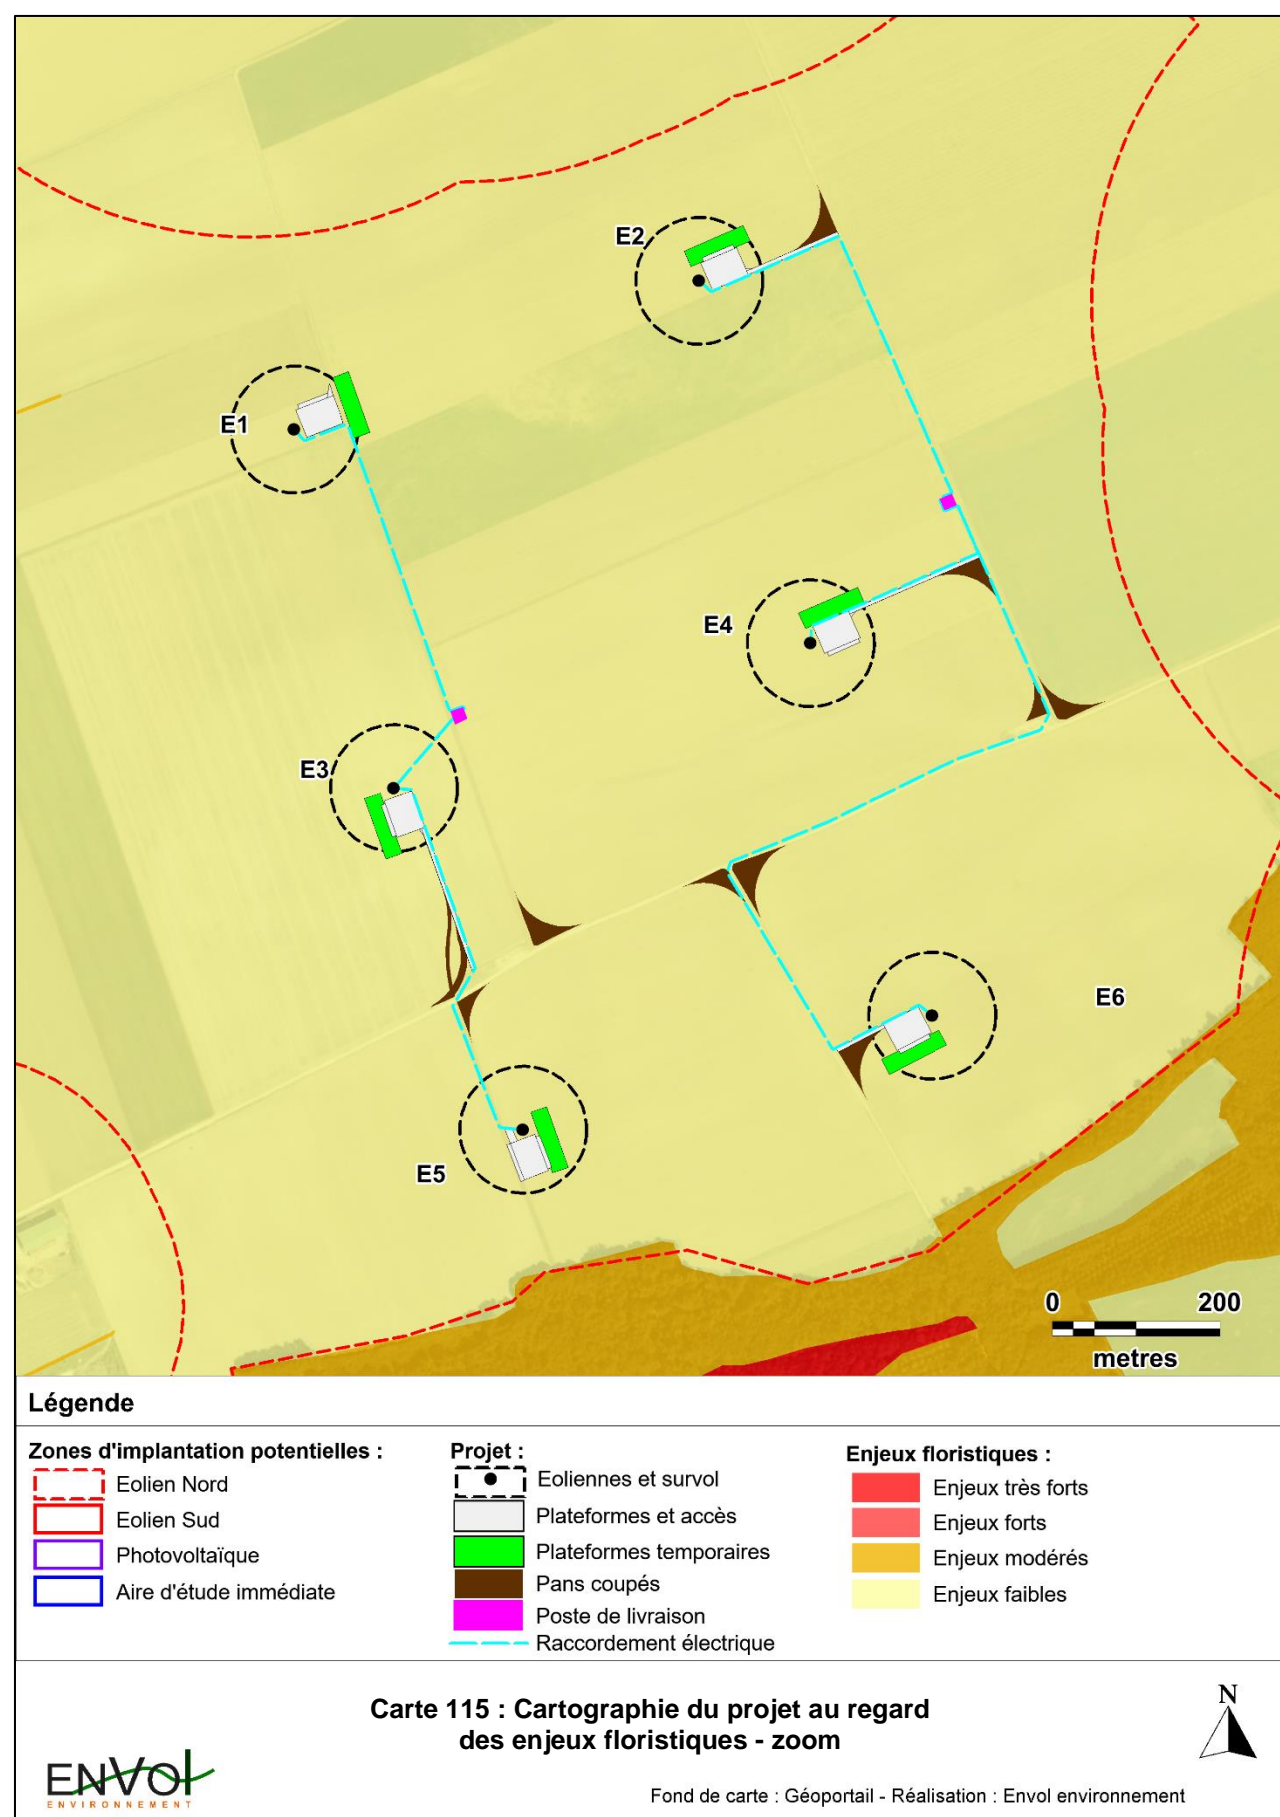 E2
E1
E4
E3
E6
E5
0 200
metres
Légende
Zones d'implantation potentielles :
Eolien Nord
Eolien Sud
Photovoltaïque
Aire d'étude immédiate
Projet :
Eoliennes et survol
Plateformes et accès
Plateformes temporaires
Pans coupés
Poste de livraison
Raccordement électrique
Enjeux floristiques :
Enjeux très forts
Enjeux forts
Enjeux modérés
Enjeux faibles
Carte 115 : Cartographie du projet au regard
des enjeux floristiques - zoom
N
ENVOl
ENVIRONNEMENT
Fond de carte : Géoportail - Réalisation : Envol environnement